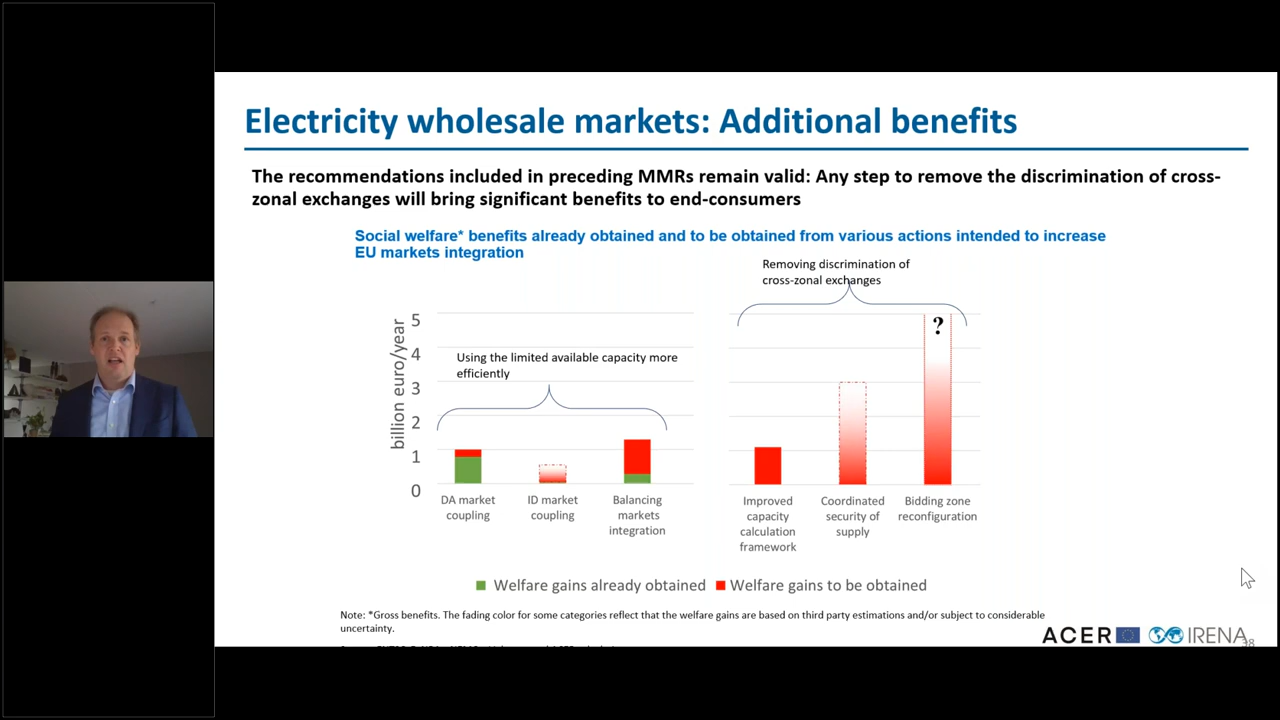 Electricity wholesale markets: Additional benefits
The recommendations included in preceding MMRs remain valid: Any step to remove the discrimination of cross-
zonal exchanges will bring significant benefits to end-consumers
Social welfare* benefits already obtained and to be obtained from various actions intended to increase
EU markets integration
Removing discrimination of
cross-zonal exchanges
Using the limited available capacity more
efficiently
?
billion euro/year
5
4
3
2
1
0
DA market
coupling
ID market
coupling
Balancing
markets
integration
Improved
capacity
calculation
framework
Coordinated
security of
supply
Bidding zone
reconfiguration
Welfare gains already obtained
Welfare gains to be obtained
Note: *Gross benefits. The fading color for some categories reflect that the welfare gains are based on third party estimations and/or subject to considerable
uncertainty.
ACER IRENA
38